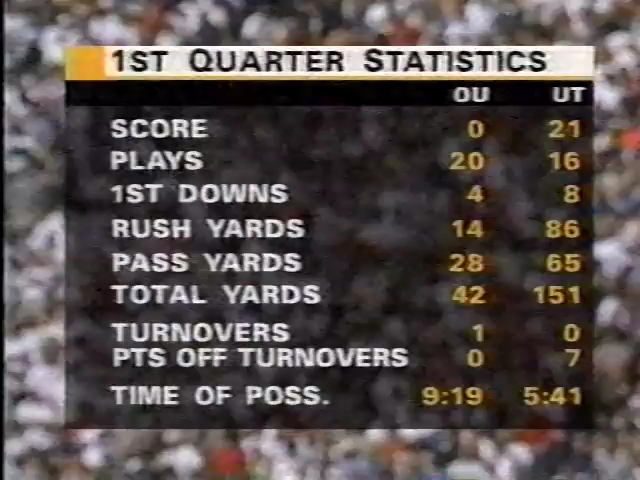 1ST QUARTER STATISTICS
OU UT
SCORE 0 21
PLAYS 20 16
1ST DOWNS 4 8
RUSH YARDS 14 86
PASS YARDS 28 65
TOTAL YARDS 42 151
TURNOVERS 1 0
PTS OFF TURNOVERS 0 7
TIME OF POSS. 9:19 5:41